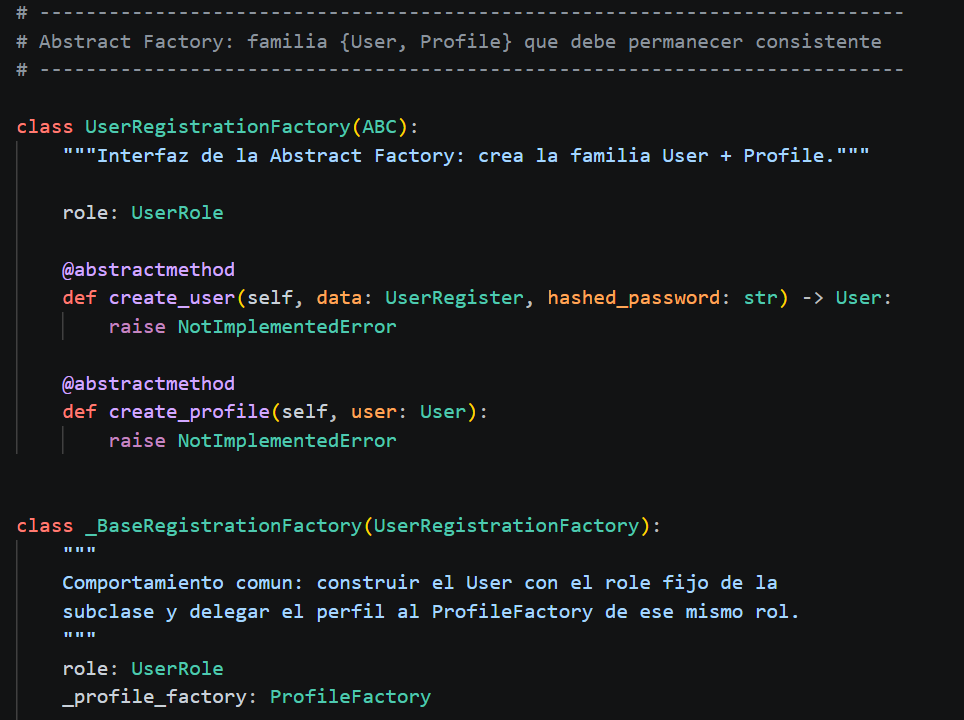 # ---------------------------------------------------------------------------
# Abstract Factory: familia {User, Profile} que debe permanecer consistente
# ---------------------------------------------------------------------------
class UserRegistrationFactory(ABC):
"""Interfaz de la Abstract Factory: crea la familia User + Profile."""
role: UserRole
@abstractmethod
def create_user(self, data: UserRegister, hashed_password: str) -> User:
raise NotImplementedError
@abstractmethod
def create_profile(self, user: User):
raise NotImplementedError
class _BaseRegistrationFactory(UserRegistrationFactory):
"""
Comportamiento comun: construir el User con el role fijo de la
subclase y delegar el perfil al ProfileFactory de ese mismo rol.
"""
role: UserRole
_profile_factory: ProfileFactory